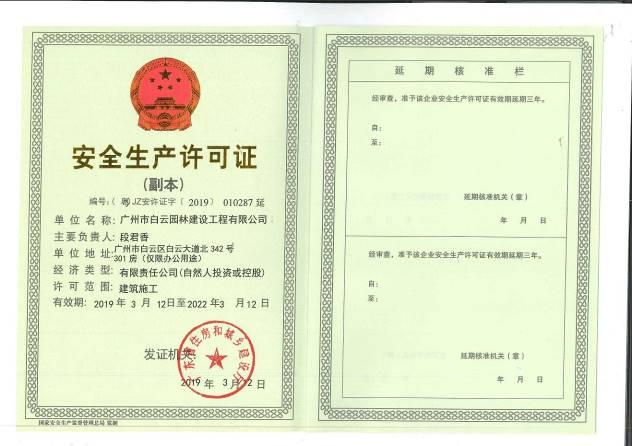 安全生产许可证
(副本)
编号:( 粤 JZ安许证字 ( 2019 ) 010287 延
单 位 名 称: 广州市白云园林建设工程有限公司
主要负责人: 段君香
单 位 地 址: 广州市白云区白云大道北 342 号
301 房（仅限办公用途）
经 济 类 型: 有限责任公司(自然人投资或控股)
许 可 范 围: 建筑施工
有效期: 2019 年 3 月 12日至 2022 年3 月 12 日
发证机关:
东省住房和城乡建设厅
2019 年 3 月 12 日
国家安全生产监督管理总局 监制
延 期 核 准 栏
经审查，准予该企业安全生产许可证有效期延期三年。
自:
至:
延期核准机关（章）
年 月 日
经审查，准予该企业安全生产许可证有效期延期三年。
自:
至:
延期核准机关（章）
年 月 日